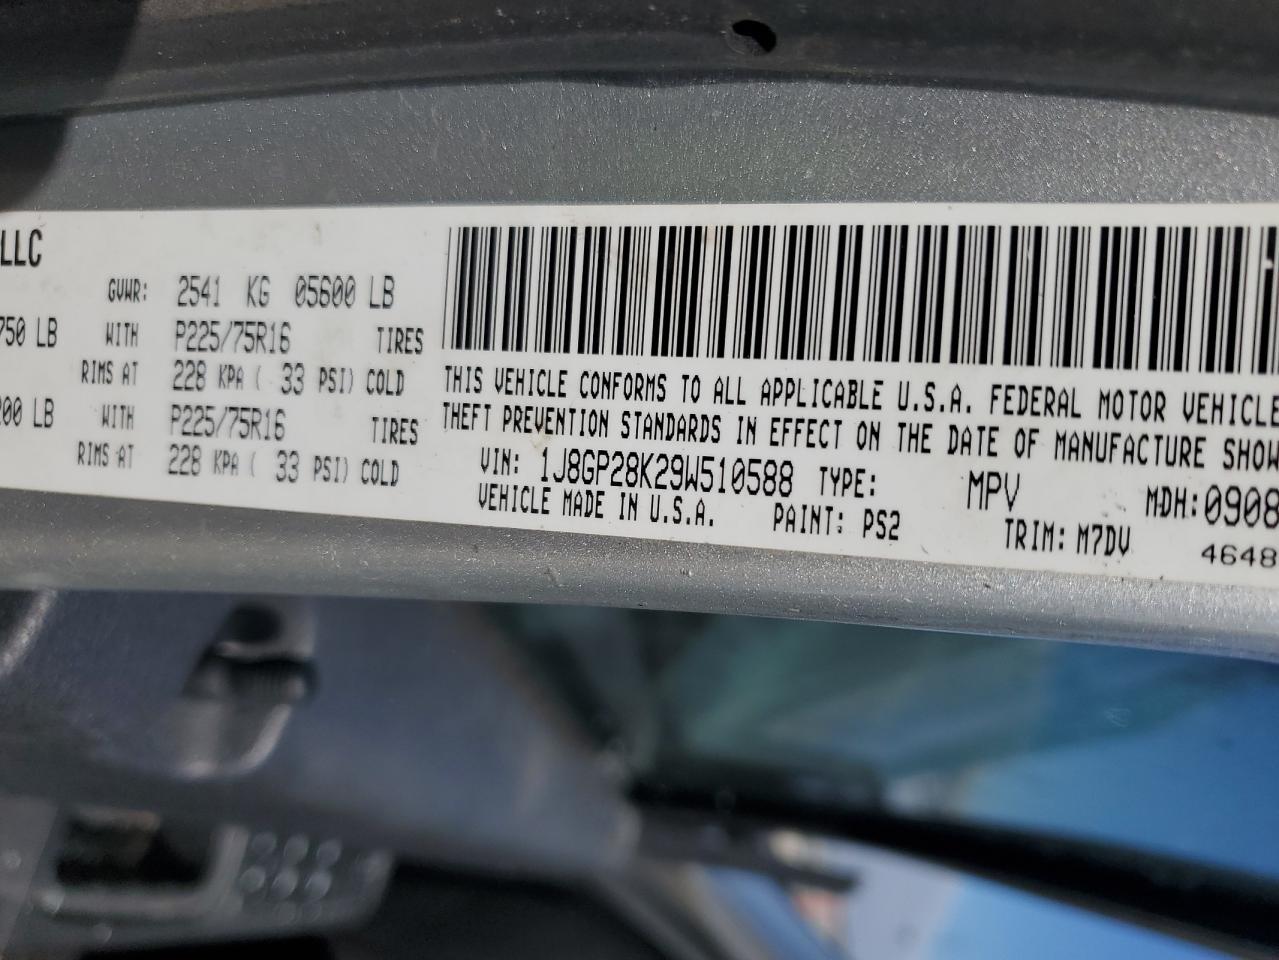 LLC
GVWR: 2541 KG 05600 LB
750 LB WITH P225/75R16 TIRES
RIMS AT 228 KPA ( 33 PSI) COLD
200 LB WITH P225/75R16 TIRES
RIMS AT 228 KPA ( 33 PSI) COLD
THIS VEHICLE CONFORMS TO ALL APPLICABLE U.S.A. FEDERAL MOTOR VEHICLE
THEFT PREVENTION STANDARDS IN EFFECT ON THE DATE OF MANUFACTURE SHOW
VIN: 1J8GP28K29W510588 TYPE: MPV MDH: 0908
VEHICLE MADE IN U.S.A. PAINT: PS2 TRIM: M7DV
4648